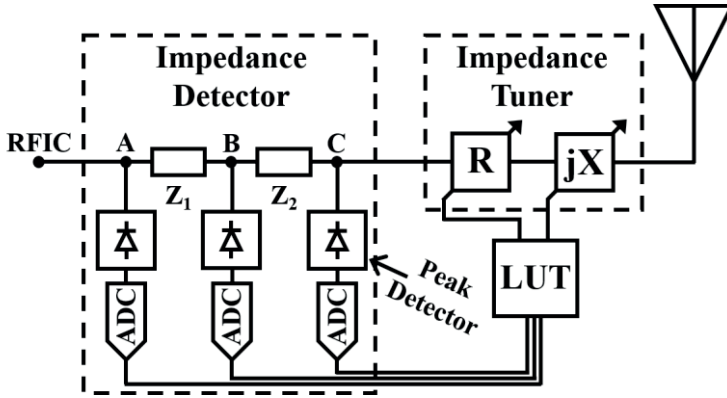 Impedance
Detector
Impedance
Tuner
RFIC
A
B
C
Z1
Z2
R
jX
Peak
Detector
LUT
ADC
ADC
ADC